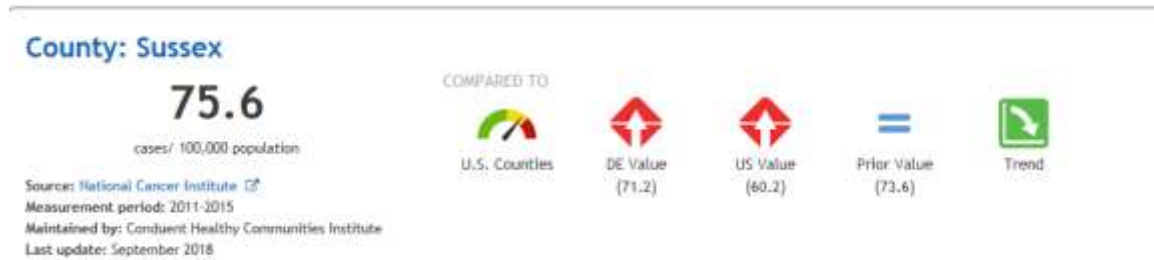 County: Sussex
75.6
cases/ 100,000 population
Source: National Cancer Institute
Measurement period: 2011-2015
Maintained by: Conduent Healthy Communities Institute
Last update: September 2018
COMPARED TO
U.S. Counties
DE Value
(71.2)
US Value
(60.2)
Prior Value
(73.6)
Trend